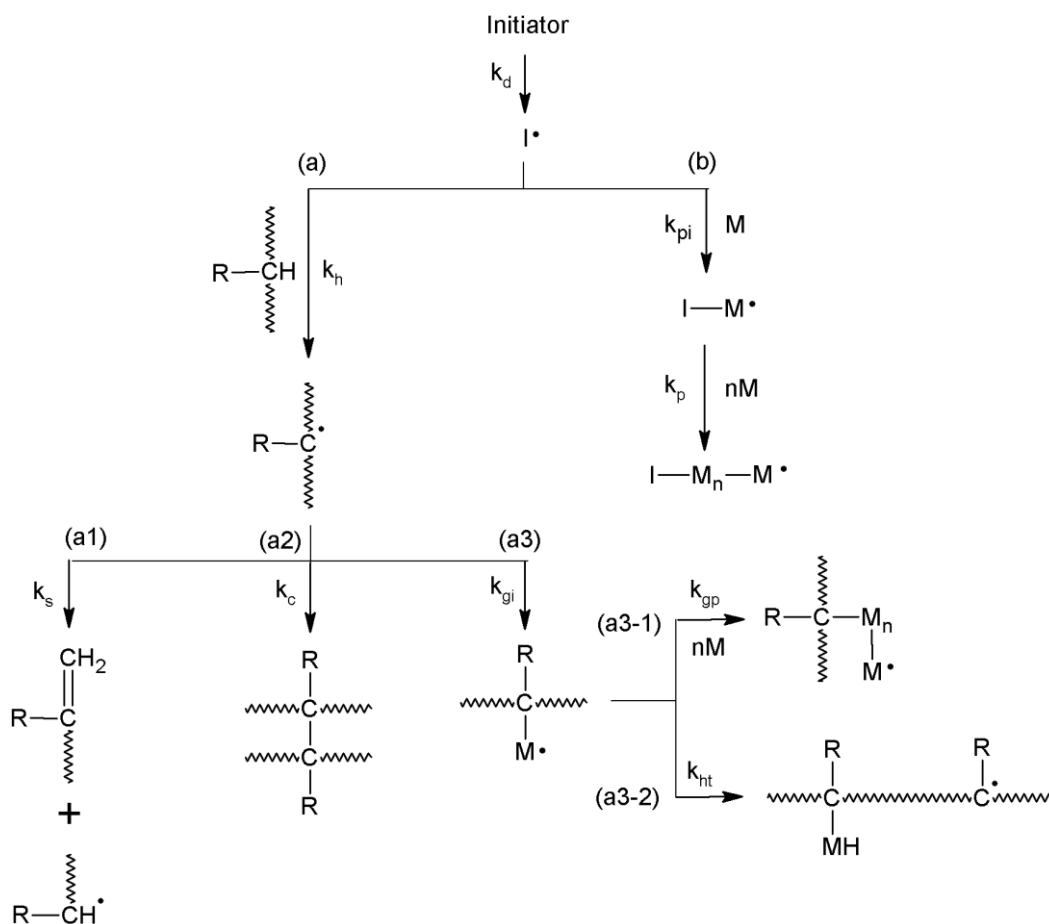 Initiator
k_d
I•
(a)
(b)
k_pi M
R—CH
k_h
I—M•
k_p nM
R—C•
I—M_n—M•
(a1)
(a2)
(a3)
k_s
k_c
k_gi
(a3-1)
k_gp
nM
R—C—M_n
M•
CH2
R—C
R
C
C
R
R
C
M•
+
(a3-2)
k_ht
R
C
MH
R
C•
R—CH•